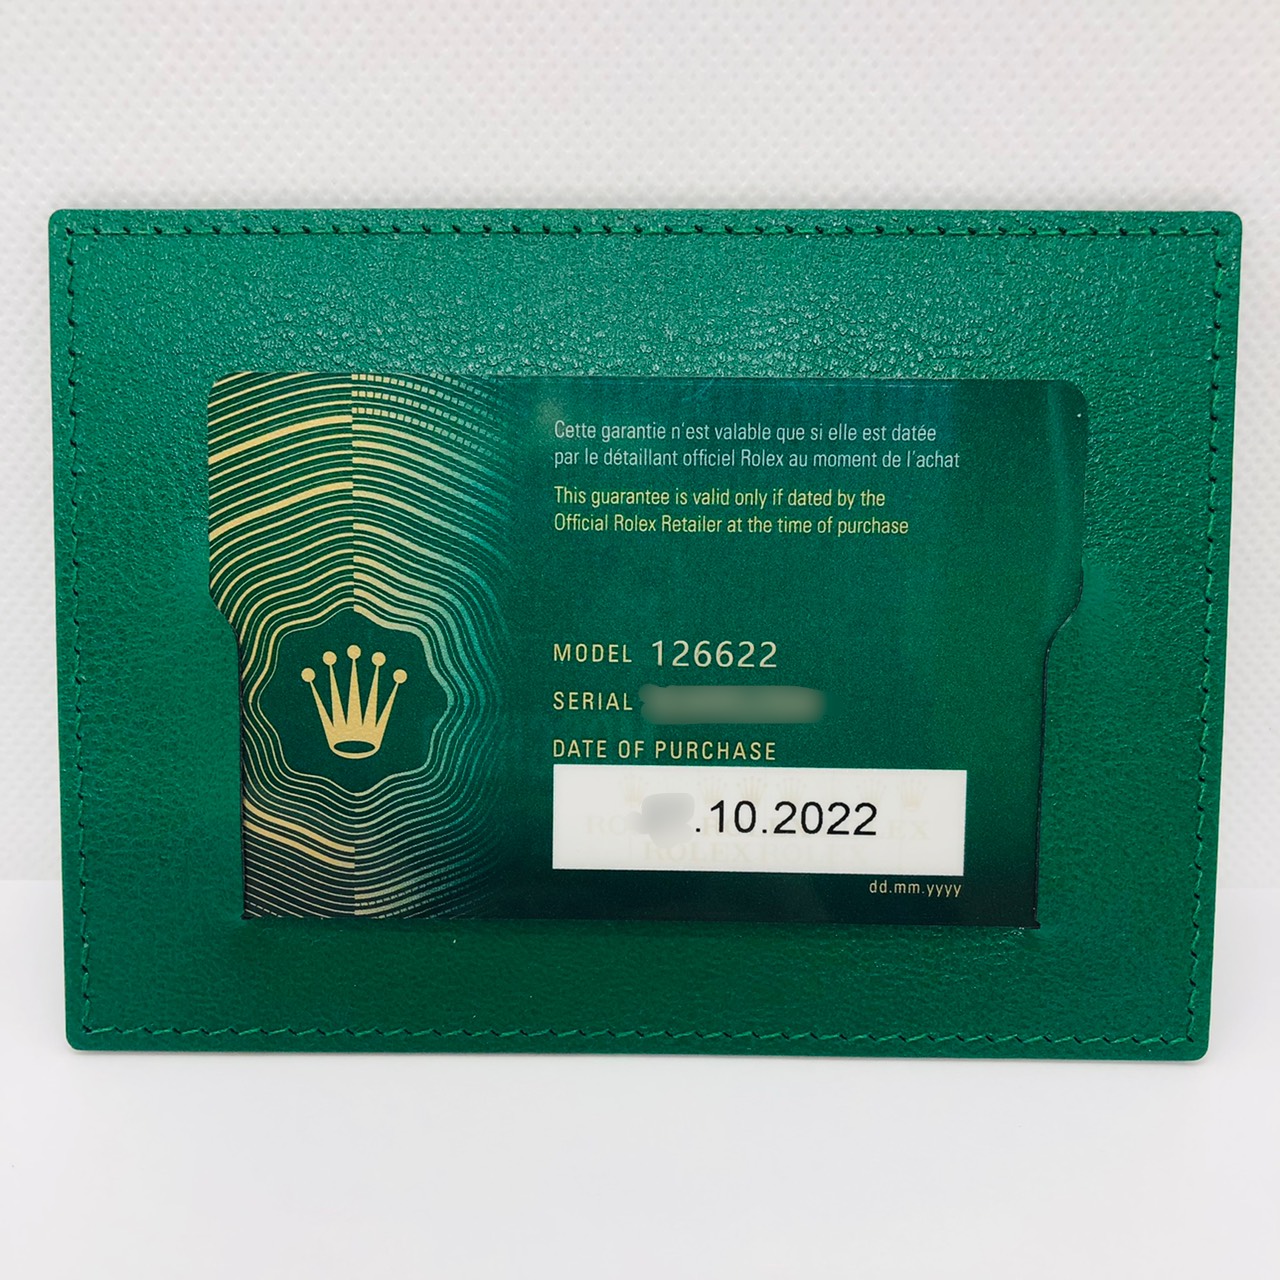 Cette garantie n'est valable que si elle est datée
par le détaillant officiel Rolex au moment de l'achat
This guarantee is valid only if dated by the
Official Rolex Retailer at the time of purchase
MODEL 126622
SERIAL
DATE OF PURCHASE
.10.2022
dd.mm.yyyy